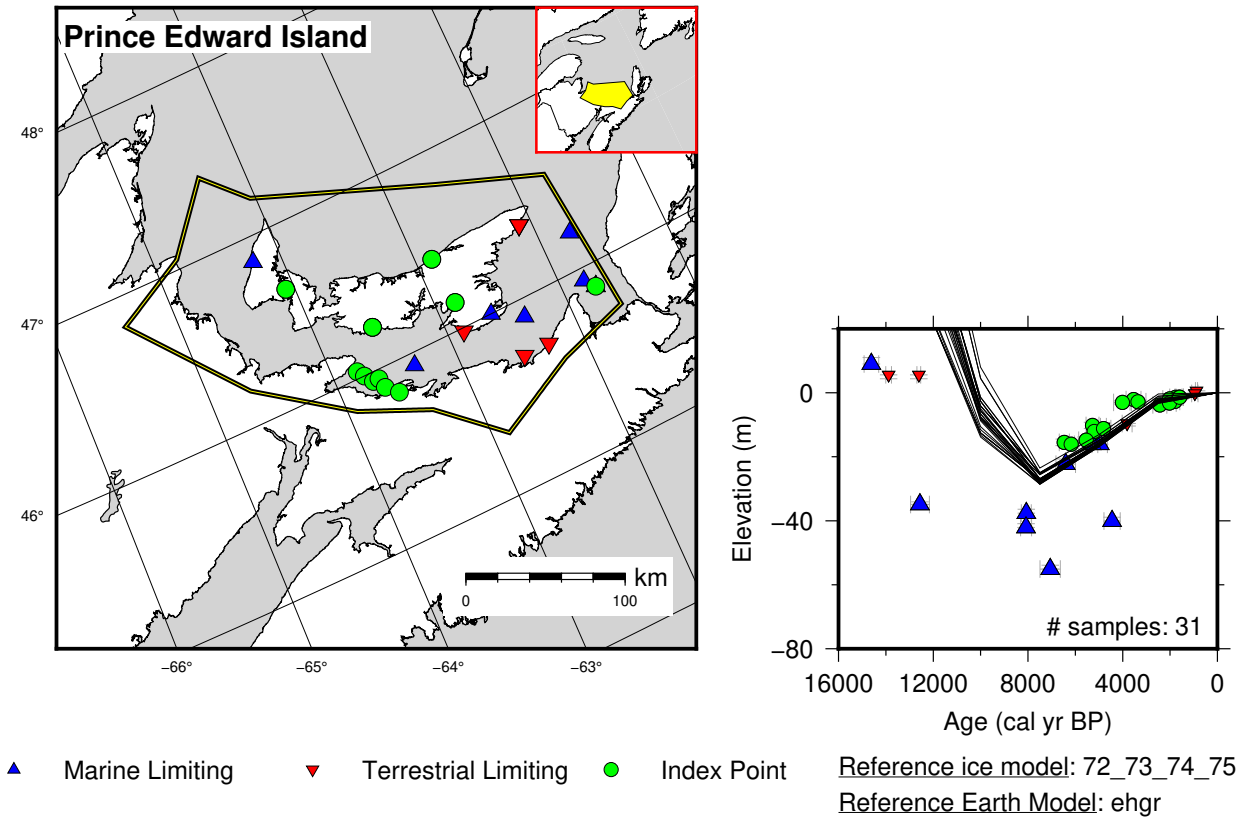 Prince Edward Island
48°
47°
46°
−66°
−65°
−64°
−63°
km
0
100
Elevation (m)
0
−40
−80
# samples: 31
16000
12000
8000
4000
0
Age (cal yr BP)
Marine Limiting
Terrestrial Limiting
Index Point
Reference ice model: 72_73_74_75
Reference Earth Model: ehgr